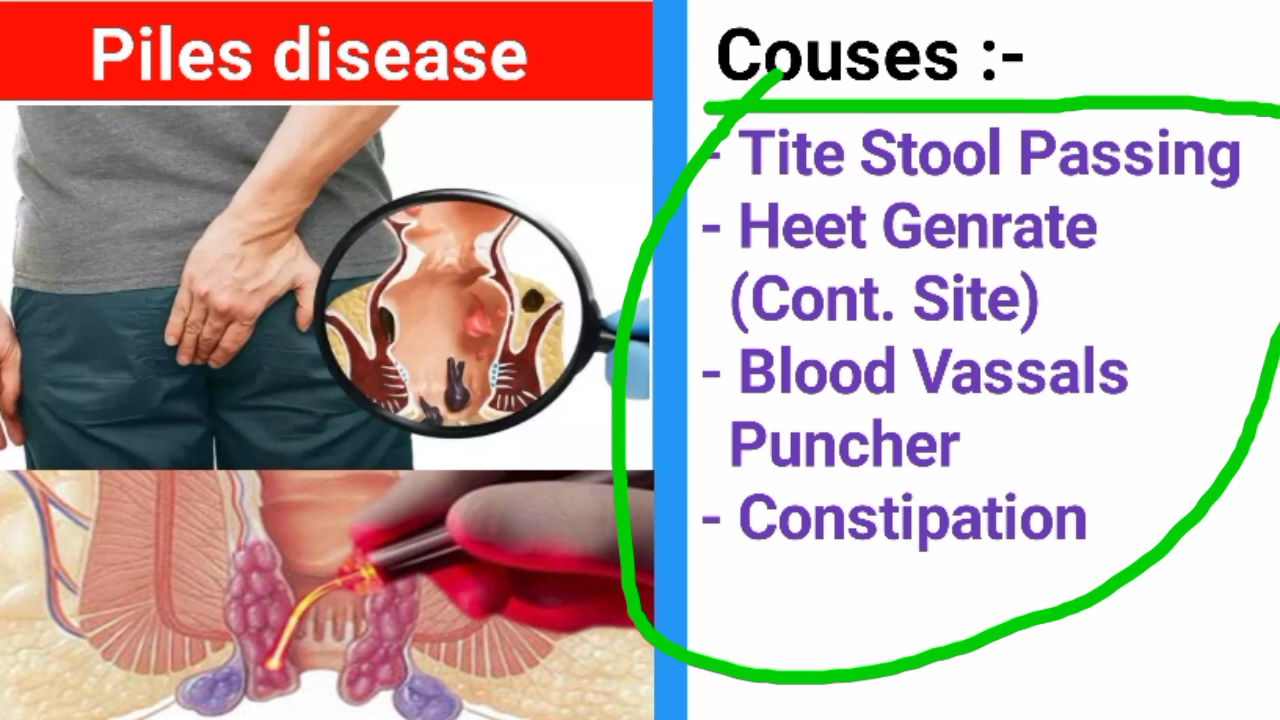 Piles disease
Couses :-
- Tite Stool Passing
- Heet Genrate
(Cont. Site)
- Blood Vassals
Puncher
- Constipation